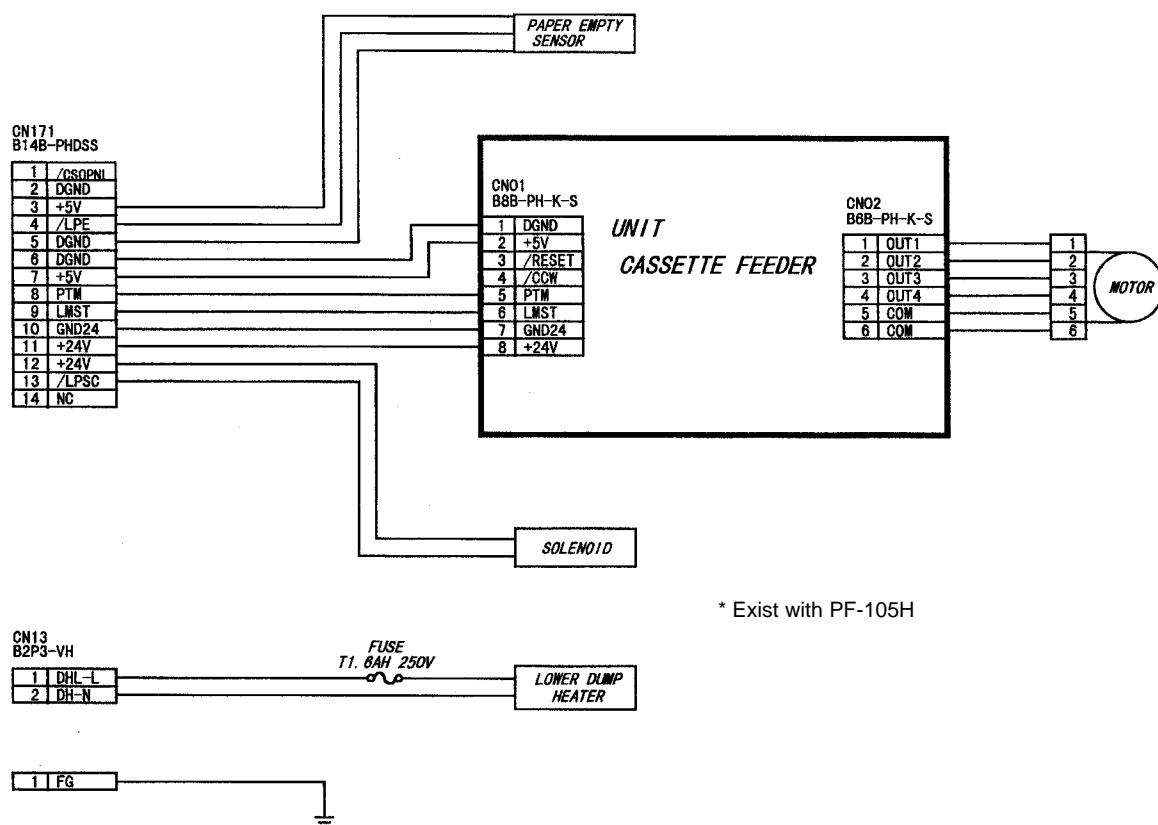 PAPER EMPTY
SENSOR
CN171
B14B-PHDSS
1 /CSOPNL
2 DGND
3 +5V
4 /LPE
5 DGND
6 DGND
7 +5V
8 PTM
9 LMST
10 GND24
11 +24V
12 +24V
13 /LPSC
14 NC
CN01
B8B-PH-K-S
1 DGND
2 +5V
3 /RESET
4 /CCW
5 PTM
6 LMST
7 GND24
8 +24V
UNIT
CASSETTE FEEDER
CN02
B6B-PH-K-S
1 OUT1
2 OUT2
3 OUT3
4 OUT4
5 COM
6 COM
1
2
3
4
5
6
MOTOR
SOLENOID
* Exist with PF-105H
CN13
B2P3-VH
1 DHL-L
2 DH-N
FUSE
T1.6AH 250V
LOWER DUMP
HEATER
1 FG